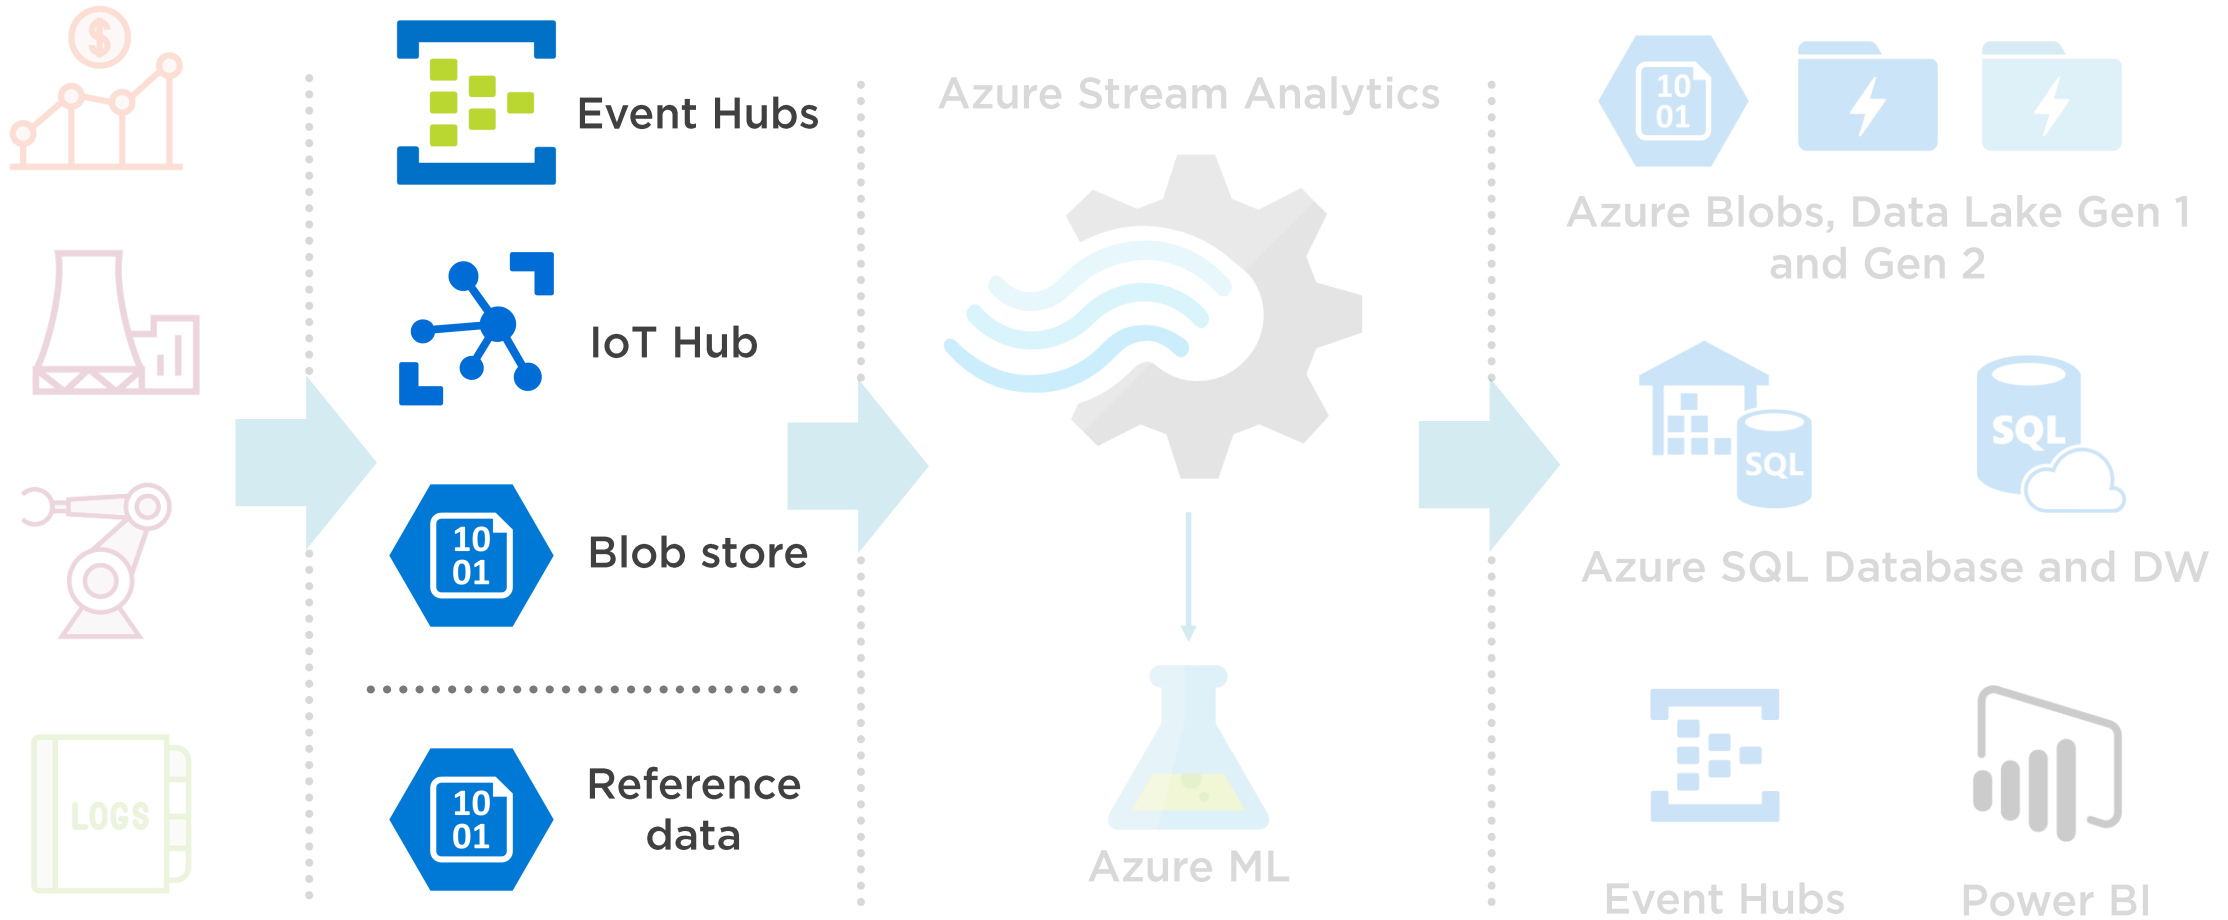 $
LOGS
Event Hubs
IoT Hub
10
01
Blob store
10
01
Reference
data
Azure Stream Analytics
Azure ML
10
01
Azure Blobs, Data Lake Gen 1
and Gen 2
SQL
SQL
Azure SQL Database and DW
Event Hubs
Power BI